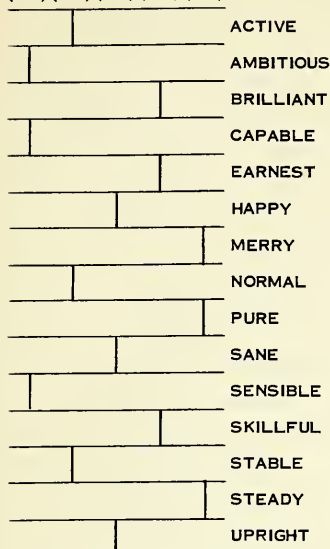 ACTIVE
AMBITIOUS
BRILLIANT
CAPABLE
EARNEST
HAPPY
MERRY
NORMAL
PURE
SANE
SENSIBLE
SKILLFUL
STABLE
STEADY
UPRIGHT